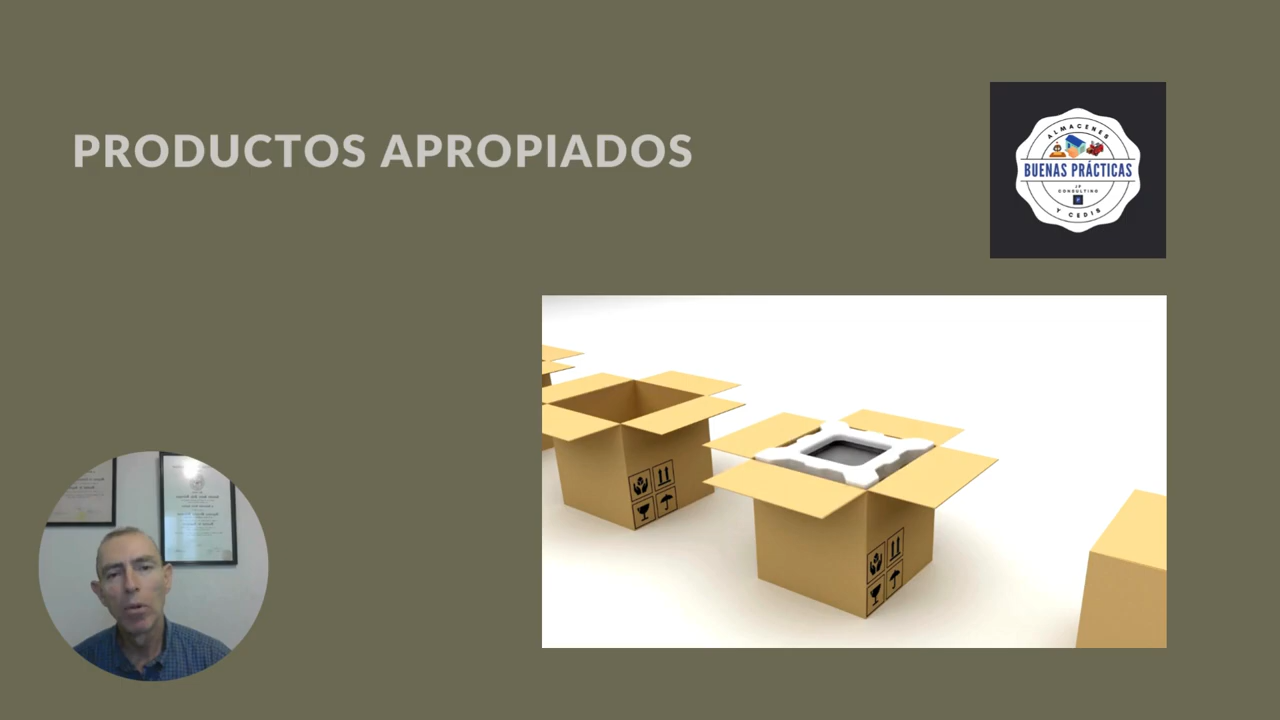 PRODUCTOS APROPIADOS
ALMACENES
BUENAS PRÁCTICAS
JP
CONSULTING
Y CEDIS